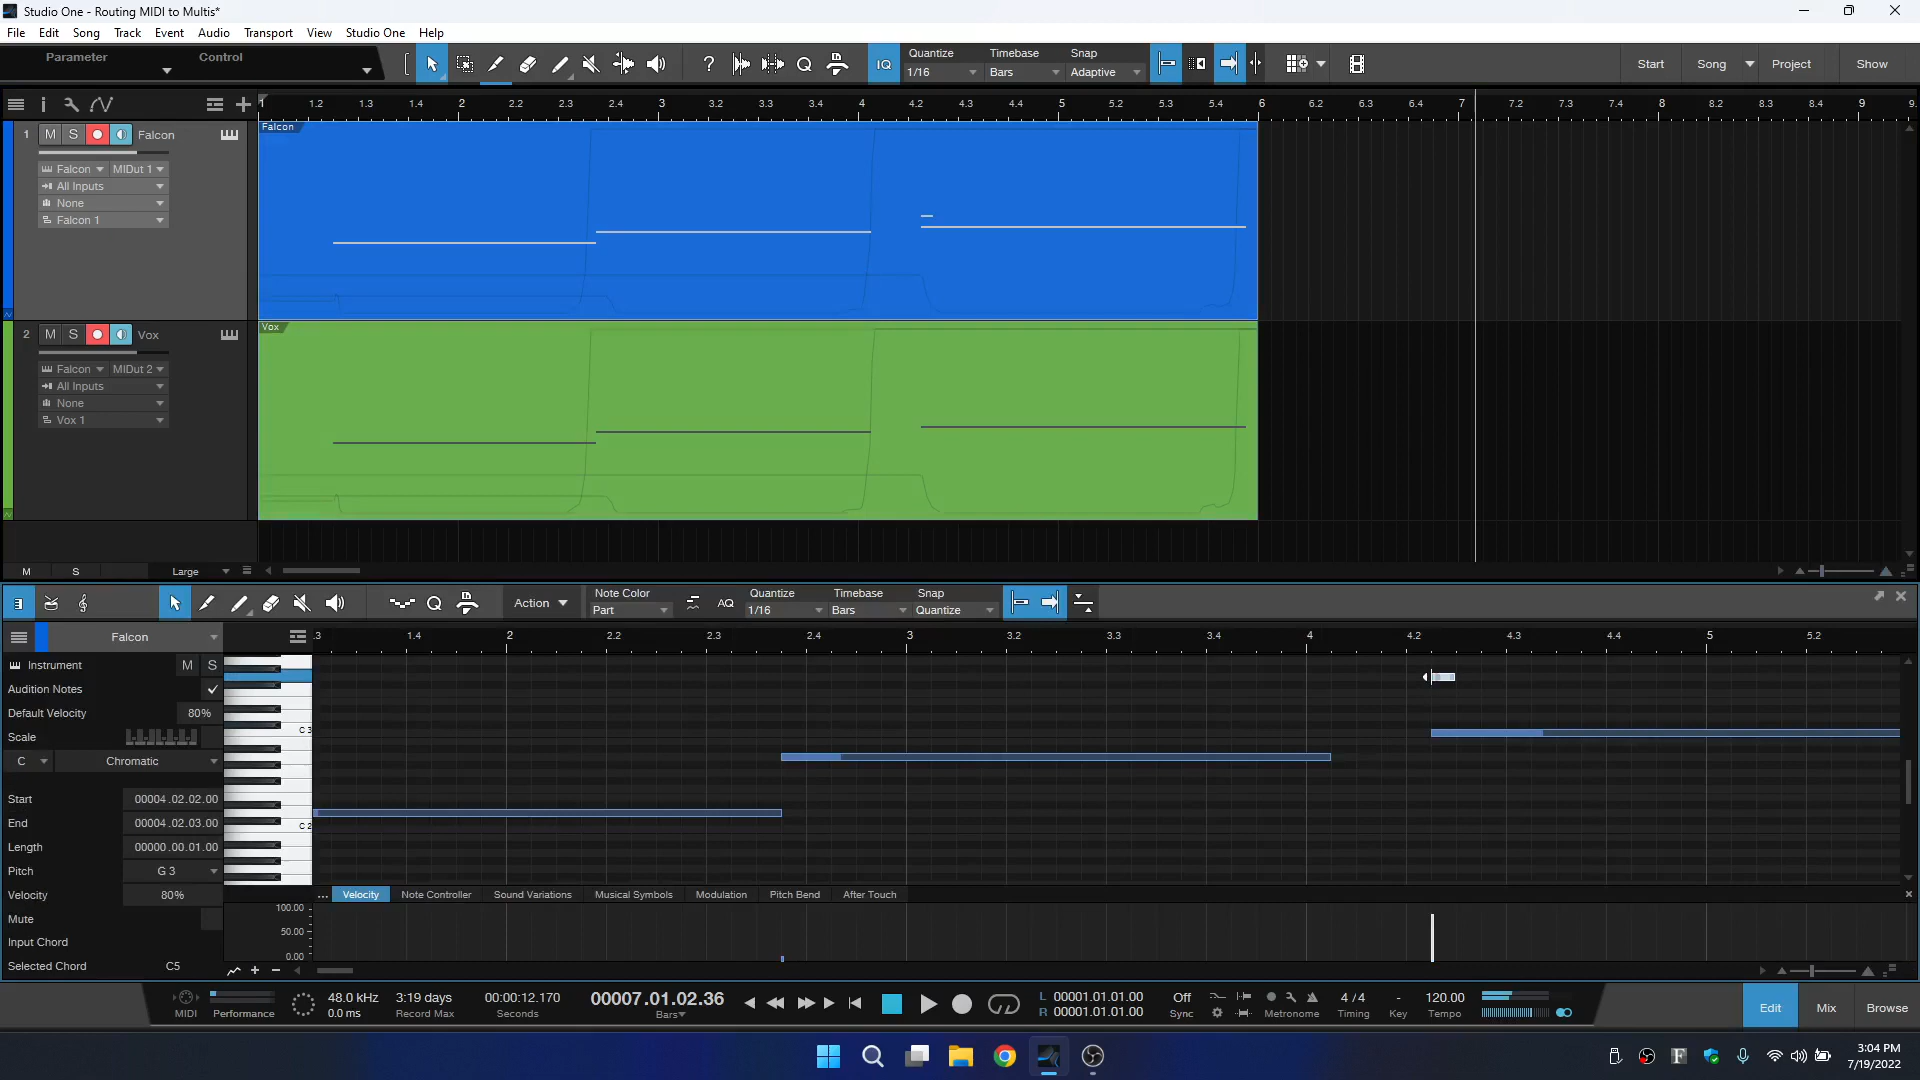 Studio One - Routing MIDI to Multis*
File Edit Song Track Event Audio Transport View Studio One Help
Parameter Control
IQ Quantize 1/16 Timebase Bars Snap Adaptive
Start Song Project Show
1 1.2 1.3 1.4 2 2.2 2.3 2.4 3 3.2 3.3 3.4 4 4.2 4.3 4.4 5 5.2 5.3 5.4 6 6.2 6.3 6.4 7 7.2 7.3 7.4 8 8.2 8.3 8.4 9 9.
1 M S Falcon
Falcon MIDut 1
All Inputs
None
Falcon 1
Falcon
2 M S Vox
Falcon MIDut 2
All Inputs
None
Vox 1
Vox
M S Large
Action Note Color Part AQ Quantize 1/16 Timebase Bars Snap Quantize
Falcon
.3 1.4 2 2.2 2.3 2.4 3 3.2 3.3 3.4 4 4.2 4.3 4.4 5 5.2
Instrument M S
Audition Notes
Default Velocity 80%
Scale
C Chromatic
Start 00004.02.02.00
End 00004.02.03.00
Length 00000.00.01.00
Pitch G 3
Velocity 80%
Mute
Input Chord
Selected Chord C5
C 3
C 2
... Velocity Note Controller Sound Variations Musical Symbols Modulation Pitch Bend After Touch
100.00
50.00
0.00
MIDI Performance
48.0 kHz
0.0 ms
3:19 days
Record Max
00:00:12.170
Seconds
00007.01.02.36
Bars
L 00001.01.01.00
R 00001.01.01.00
Off
Sync
Metronome
4 / 4
Timing
-
Key
120.00
Tempo
Edit Mix Browse
3:04 PM
7/19/2022